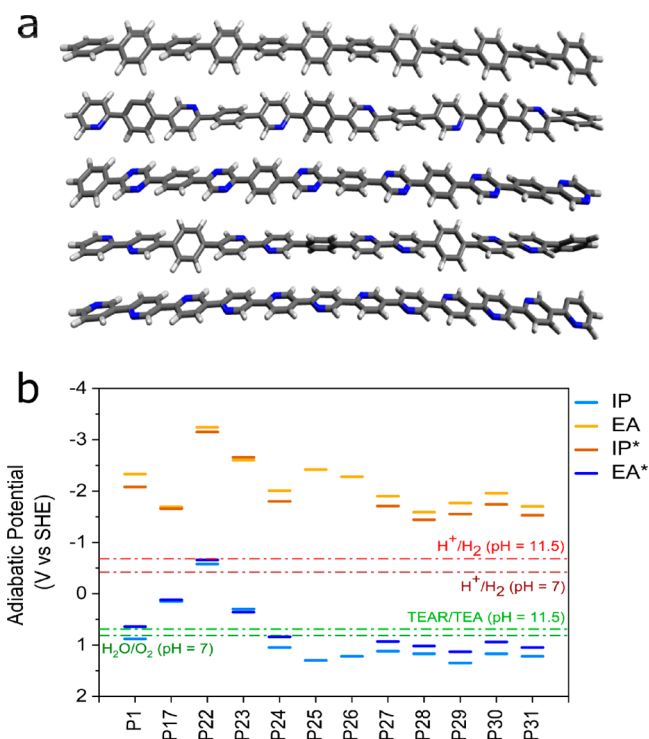 a
b
-4
-3
-2
-1
0
1
2
Adiabatic Potential
(V vs SHE)
IP
EA
IP*
EA*
H⁺/H₂ (pH = 11.5)
H⁺/H₂ (pH = 7)
TEAR/TEA (pH = 11.5)
H₂O/O₂ (pH = 7)
P1
P17
P22
P23
P24
P25
P26
P27
P28
P29
P30
P31